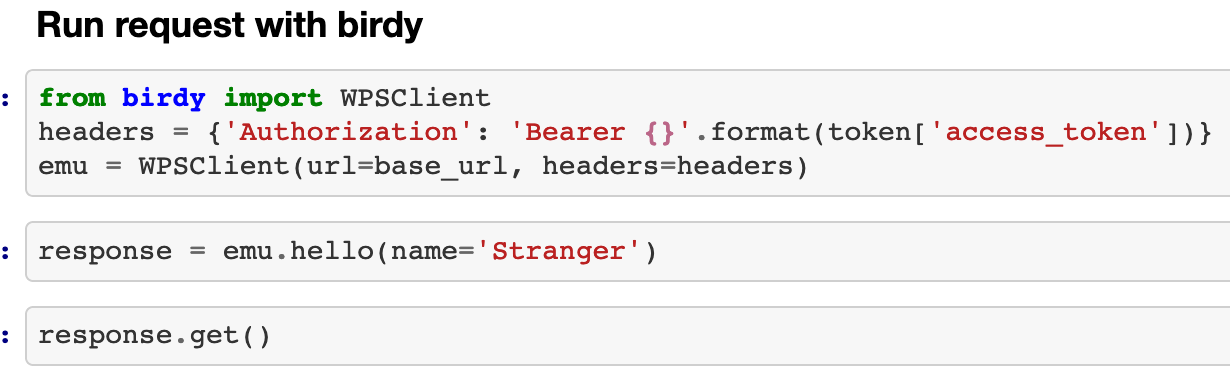 Run request with birdy
: from birdy import WPSClient
headers = {'Authorization': 'Bearer {}'.format(token['access_token'])}
emu = WPSClient(url=base_url, headers=headers)
: response = emu.hello(name='Stranger')
: response.get()